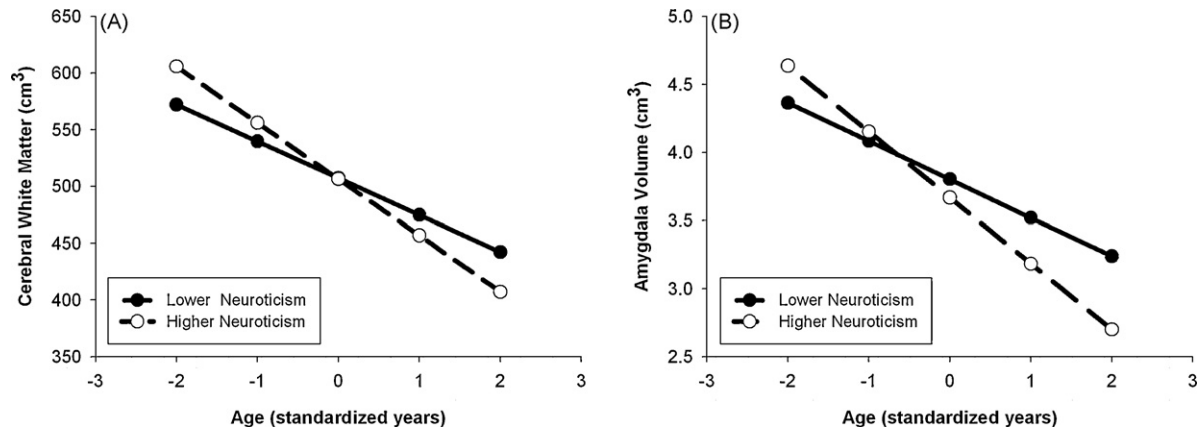 (A)
650
600
550
500
450
400
350
Cerebral White Matter (cm³)
Lower Neuroticism
Higher Neuroticism
-3 -2 -1 0 1 2 3
Age (standardized years)
(B)
5.0
4.5
4.0
3.5
3.0
2.5
Amygdala Volume (cm³)
Lower Neuroticism
Higher Neuroticism
-3 -2 -1 0 1 2 3
Age (standardized years)